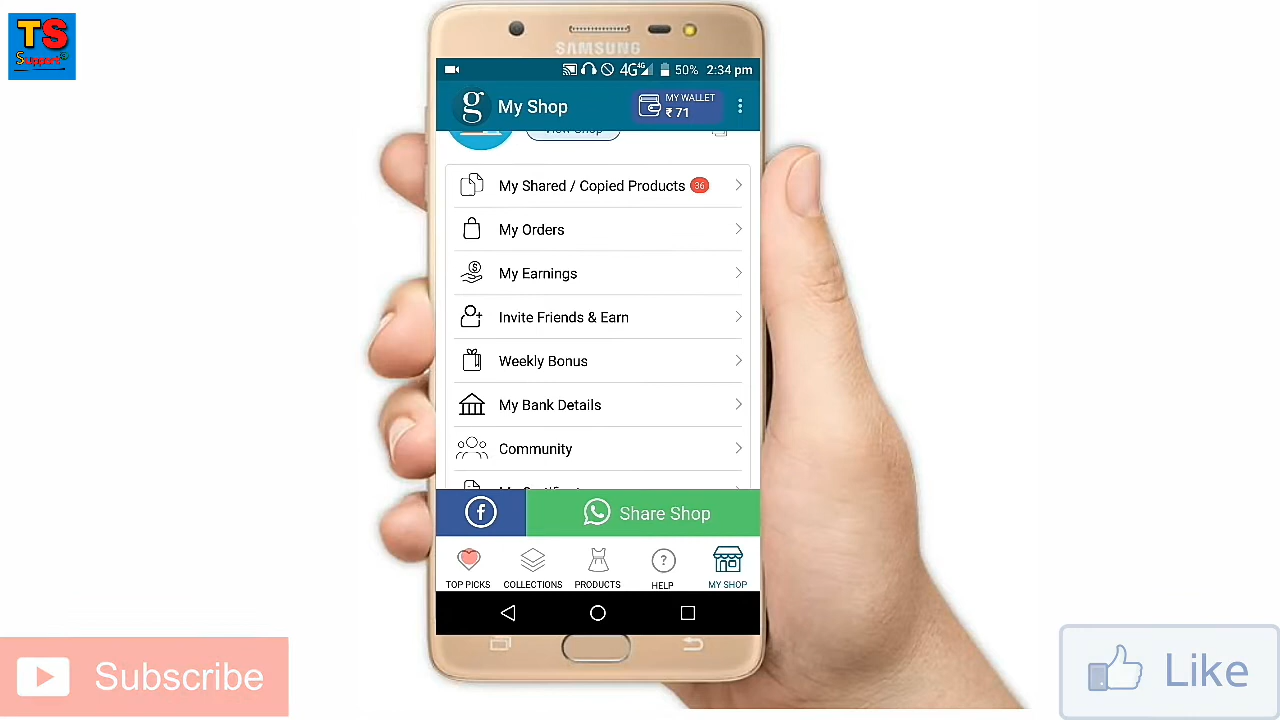 TS
Support
SAMSUNG
4G 4G 50% 2:34 pm
g My Shop
MY WALLET
₹ 71
View Shop
My Shared / Copied Products 36
My Orders
My Earnings
Invite Friends & Earn
Weekly Bonus
My Bank Details
Community
f Share Shop
TOP PICKS COLLECTIONS PRODUCTS HELP MY SHOP
Subscribe
Like